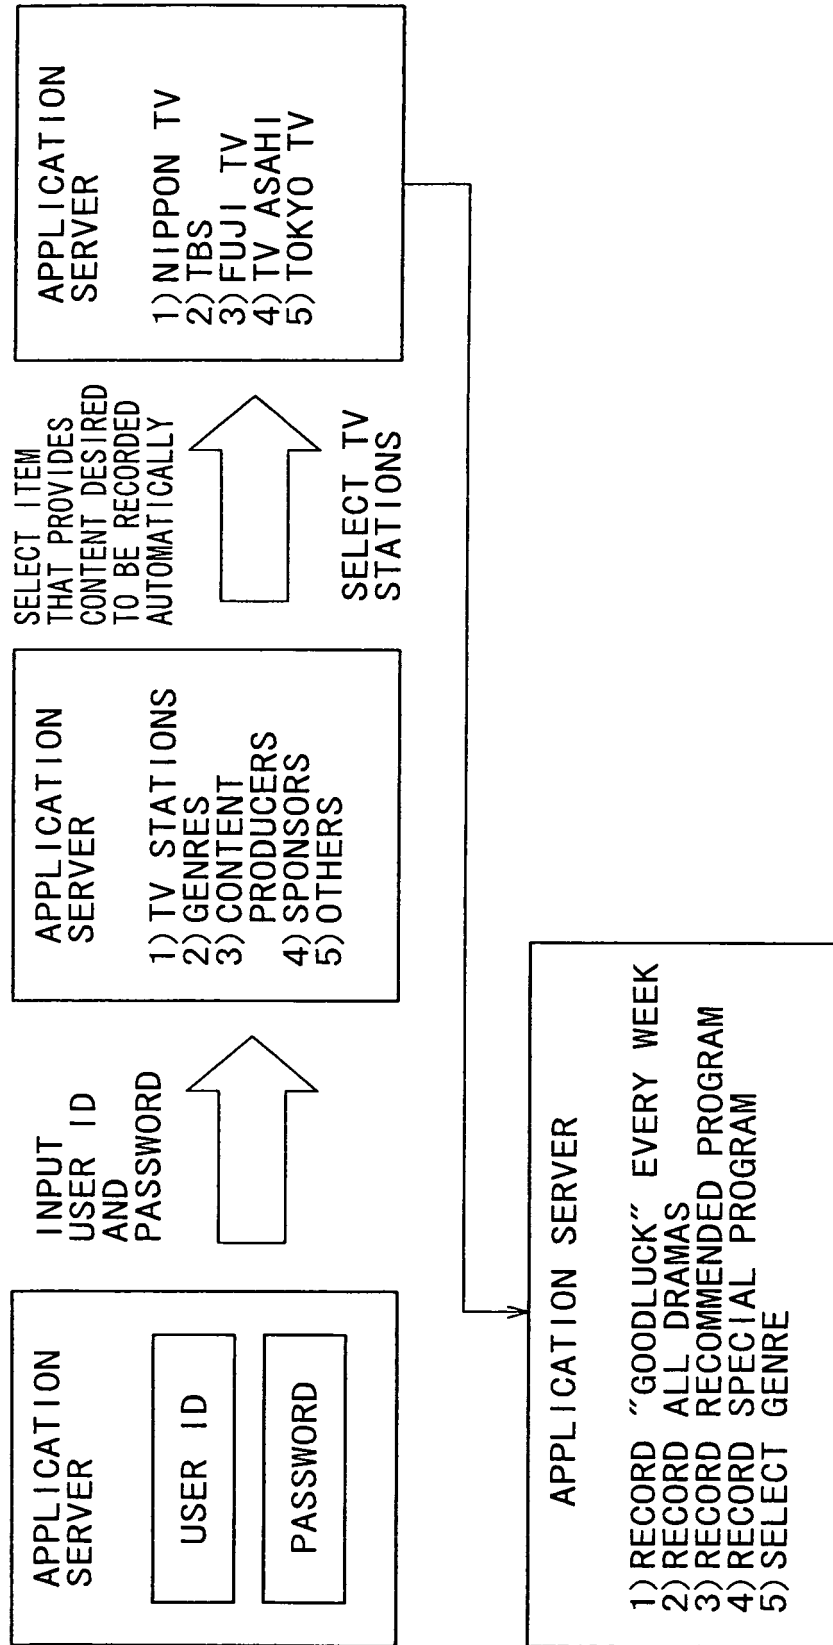 APPLICATION
SERVER
USER ID
PASSWORD
INPUT
USER ID
AND
PASSWORD
APPLICATION
SERVER
1) TV STATIONS
2) GENRES
3) CONTENT
PRODUCERS
4) SPONSORS
5) OTHERS
SELECT ITEM
THAT PROVIDES
CONTENT DESIRED
TO BE RECORDED
AUTOMATICALLY
SELECT TV
STATIONS
APPLICATION
SERVER
1) NIPPON TV
2) TBS
3) FUJI TV
4) TV ASAHI
5) TOKYO TV
APPLICATION SERVER
1) RECORD "GOODLUCK" EVERY WEEK
2) RECORD ALL DRAMAS
3) RECORD RECOMMENDED PROGRAM
4) RECORD SPECIAL PROGRAM
5) SELECT GENRE